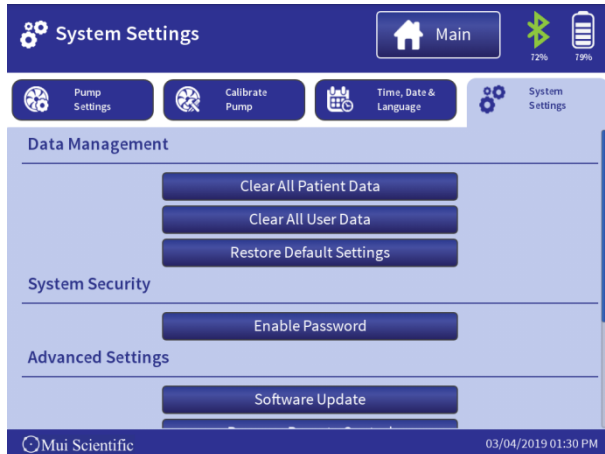 System Settings
Main
72%
79%
Pump
Settings
Calibrate
Pump
Time, Date &
Language
System
Settings
Data Management
Clear All Patient Data
Clear All User Data
Restore Default Settings
System Security
Enable Password
Advanced Settings
Software Update
Mui Scientific
03/04/2019 01:30 PM